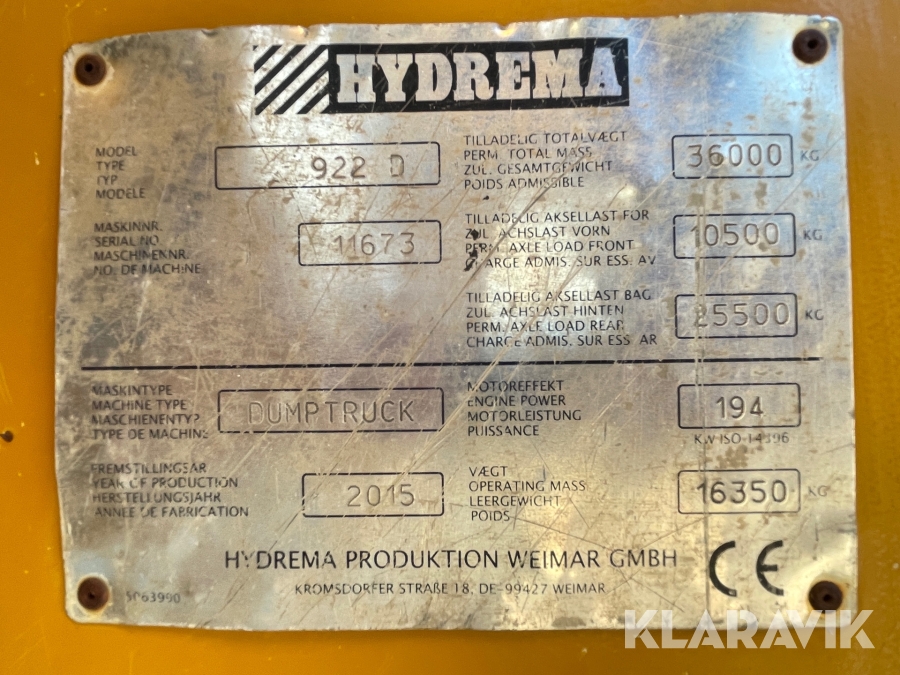 HYDREMA
MODEL
TYPE
TYP
MODELE
922 D
MASKINNR.
SERIAL NO
MASCHINENNR.
NO. DE MACHINE
11673
TILLADELIG TOTALVÆGT
PERM. TOTAL MASS
ZUL. GESAMTGEWICHT
POIDS ADMISSIBLE
36000 KG
TILLADELIG AKSELLAST FOR
ZUL. ACHSLAST VORN
PERM. AXLE LOAD FRONT
CHARGE ADMIS. SUR ESS. AV
10500 KG
TILLADELIG AKSELLAST BAG
ZUL. ACHSLAST HINTEN
PERM. AXLE LOAD REAR
CHARGE ADMIS. SUR ESS. AR
25500 KG
MASKINTYPE
MACHINE TYPE
MASCHIENENTYP
TYPE DE MACHINE
DUMPTRUCK
FREMSTILLINGSÅR
YEAR OF PRODUCTION
HERSTELLUNGSJAHR
ANNEE DE FABRICATION
2015
MOTOREFFEKT
ENGINE POWER
MOTORLEISTUNG
PUISSANCE
194
KW ISO 14396
VÆGT
OPERATING MASS
LEERGEWICHT
POIDS
16350 KG
HYDREMA PRODUKTION WEIMAR GMBH
KROMSDORFER STRAßE 18, DE-99427 WEIMAR
CE
KLARAVIK